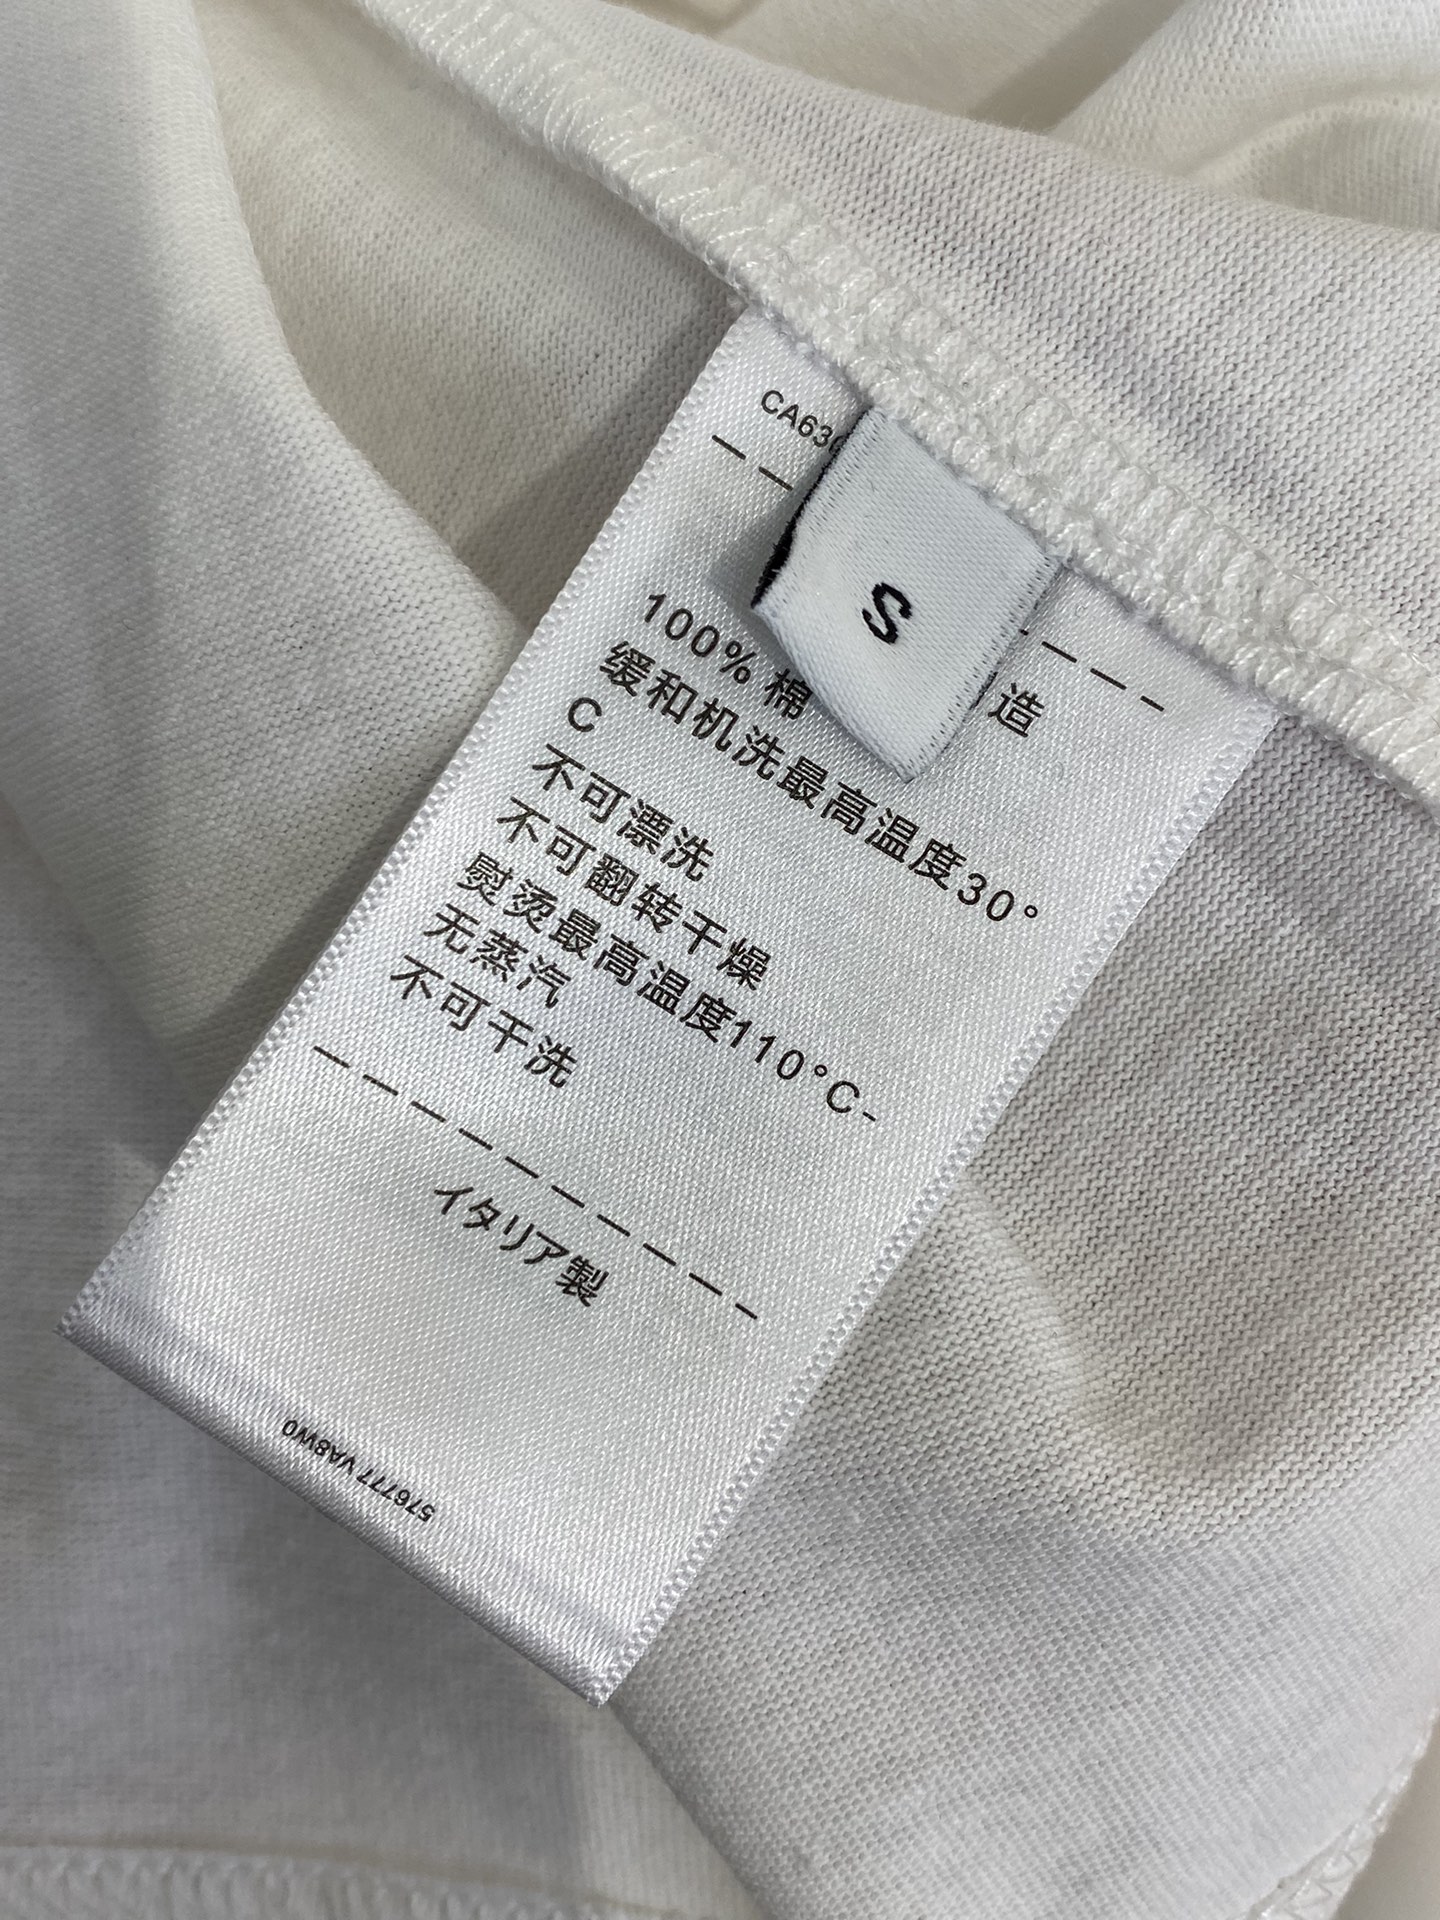 CA63
S
造
100% 棉
缓和机洗最高温度30°
C
不可漂洗
不可翻转干燥
熨烫最高温度110°C-
无蒸汽
不可干洗
イタリア製
576777 VA8W0